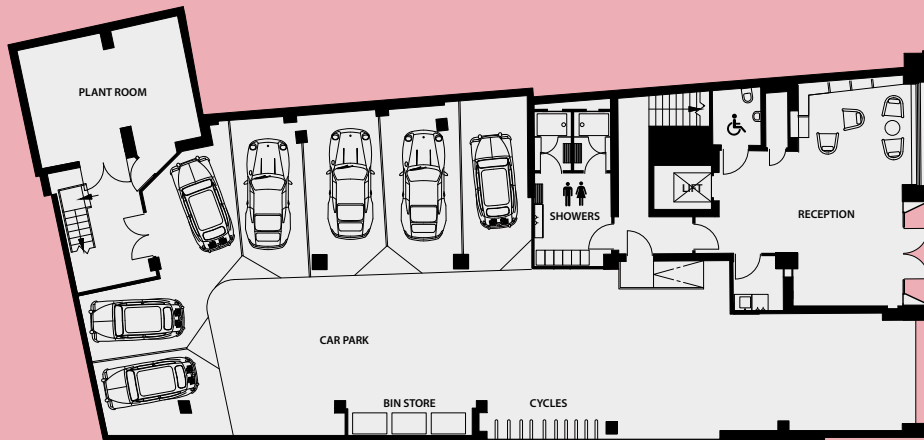 PLANT ROOM
LIFT
SHOWERS
RECEPTION
CAR PARK
BIN STORE
CYCLES